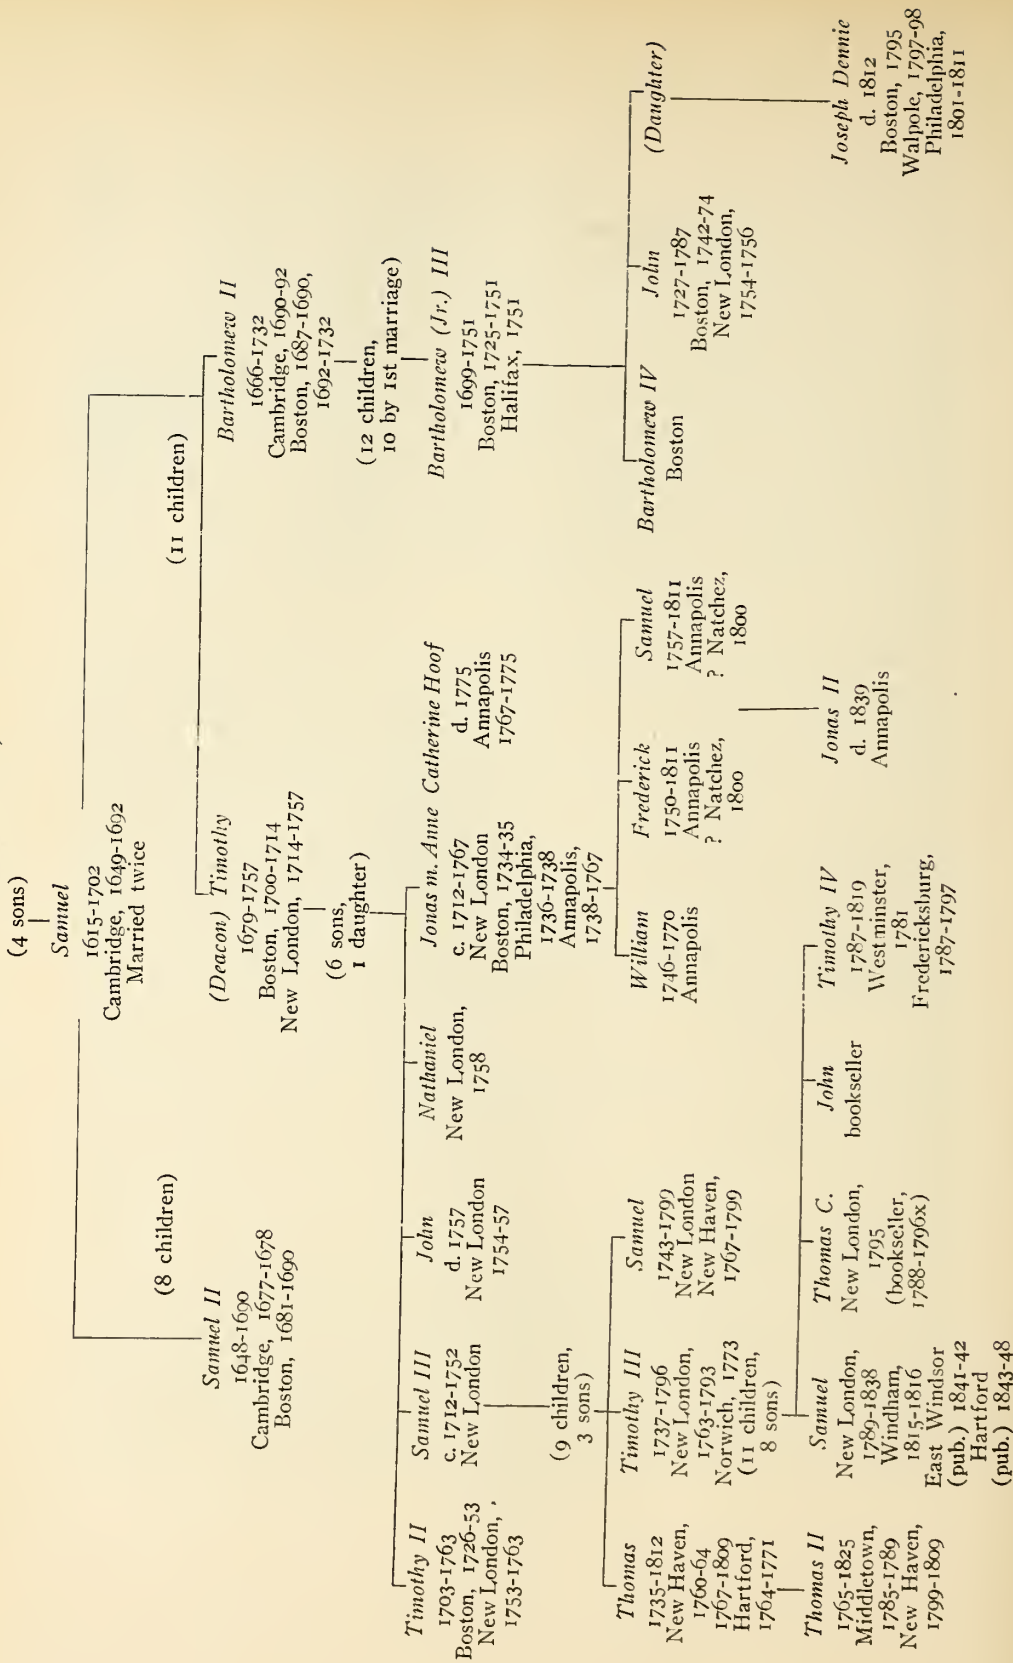 (4 sons)
Samuel
1615-1702
Cambridge, 1649-1692
Married twice
(8 children)
(11 children)
Samuel II
1648-1690
Cambridge, 1677-1678
Boston, 1681-1690
(Deacon) Timothy
1679-1757
Boston, 1700-1714
New London, 1714-1757
(6 sons,
1 daughter)
Bartholomew II
1666-1732
Cambridge, 1690-92
Boston, 1687-1690,
1692-1732
(12 children,
10 by 1st marriage)
Bartholomew (Jr.) III
1699-1751
Boston, 1725-1751
Halifax, 1751
Timothy II
1703-1763
Boston, 1726-53
New London,
1753-1763
Samuel III
c. 1712-1752
New London
(9 children,
3 sons)
John
d. 1757
New London
1754-57
Nathaniel
New London,
1758
Jonas m. Anne Catherine Hoof
c. 1712-1767
New London
Boston, 1734-35
Philadelphia,
1736-1738
Annapolis,
1738-1767
d. 1775
Annapolis
1767-1775
Thomas
1735-1812
New Haven,
1760-64
1767-1809
Hartford,
1764-1771
Timothy III
1737-1796
New London,
1763-1793
Norwich, 1773
(11 children,
8 sons)
Samuel
1743-1799
New London
New Haven,
1767-1799
William
1746-1770
Annapolis
Frederick
1750-1811
Annapolis
? Natchez,
1800
Samuel
1757-1811
Annapolis
? Natchez,
1800
Bartholomew IV
Boston
John
1727-1787
Boston, 1742-74
New London,
1754-1756
(Daughter)
Thomas II
1765-1825
Middletown,
1785-1789
New Haven,
1799-1809
Samuel
New London,
1789-1838
Windham,
1815-1816
East Windsor
(pub.) 1841-42
Hartford
(pub.) 1843-48
Thomas C.
New London,
1795
(bookseller,
1788-1796x)
John
bookseller
Timothy IV
1787-1819
Westminster,
1781
Fredericksburg,
1787-1797
Jonas II
d. 1839
Annapolis
Joseph Dennie
d. 1812
Boston, 1795
Walpole, 1797-98
Philadelphia,
1801-1811